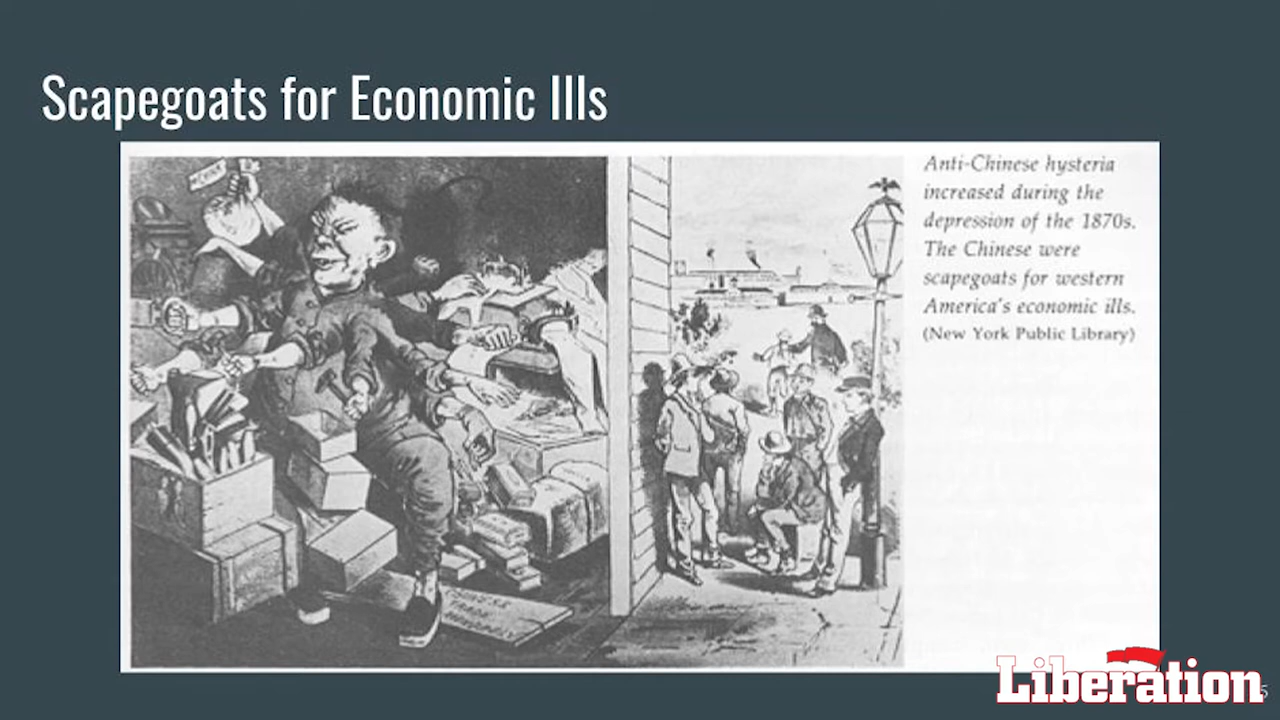 Scapegoats for Economic Ills
Anti-Chinese hysteria
increased during the
depression of the 1870s.
The Chinese were
scapegoats for western
America's economic ills.
(New York Public Library)
Liberation
5